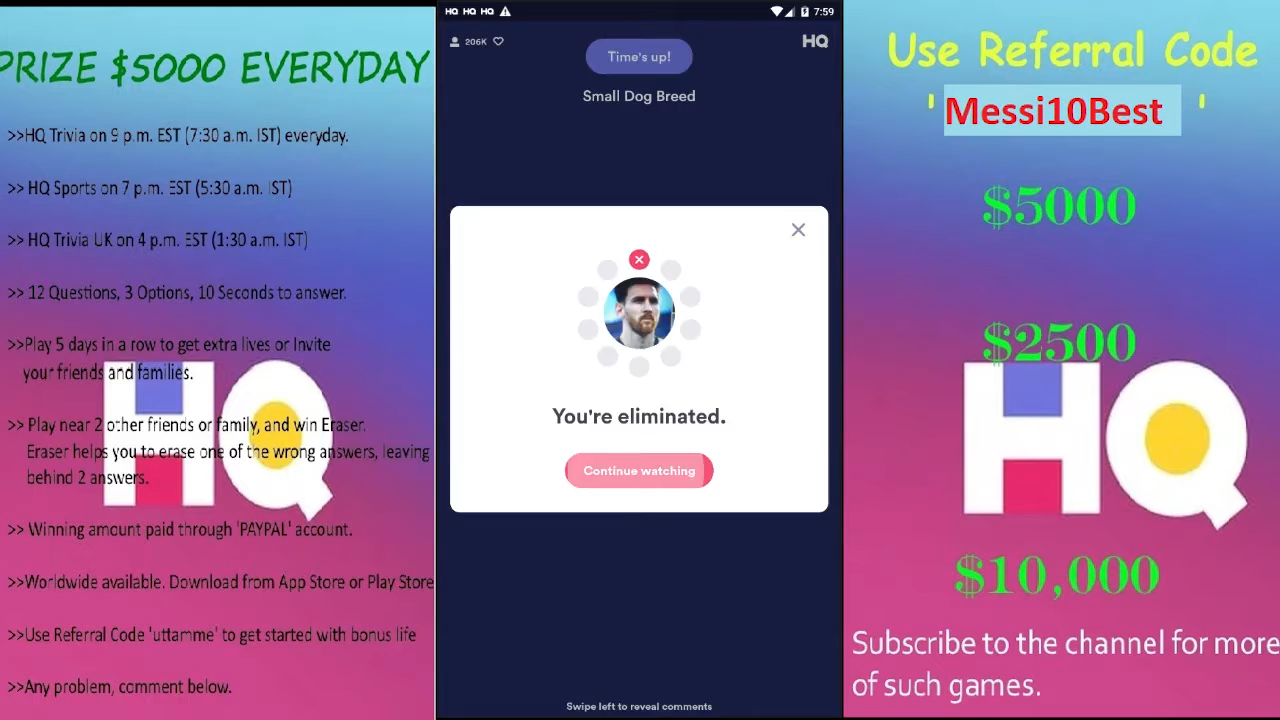 PRIZE $5000 EVERYDAY
>>HQ Trivia on 9 p.m. EST (7:30 a.m. IST) everyday.
>> HQ Sports on 7 p.m. EST (5:30 a.m. IST)
>> HQ Trivia UK on 4 p.m. EST (1:30 a.m. IST)
>> 12 Questions, 3 Options, 10 Seconds to answer.
>>Play 5 days in a row to get extra lives or Invite
your friends and families.
>> Play near 2 other friends or family, and win Eraser.
Eraser helps you to erase one of the wrong answers, leaving
behind 2 answers.
>> Winning amount paid through 'PAYPAL' account.
>>Worldwide available. Download from App Store or Play Store
>>Use Referral Code 'uttamme' to get started with bonus life
>>Any problem, comment below.
HQ
HQ HQ HQ 7:59
206K HQ
Time's up!
Small Dog Breed
You're eliminated.
Continue watching
Swipe left to reveal comments
Use Referral Code
' Messi10Best '
$5000
$2500
HQ
$10,000
Subscribe to the channel for more
of such games.